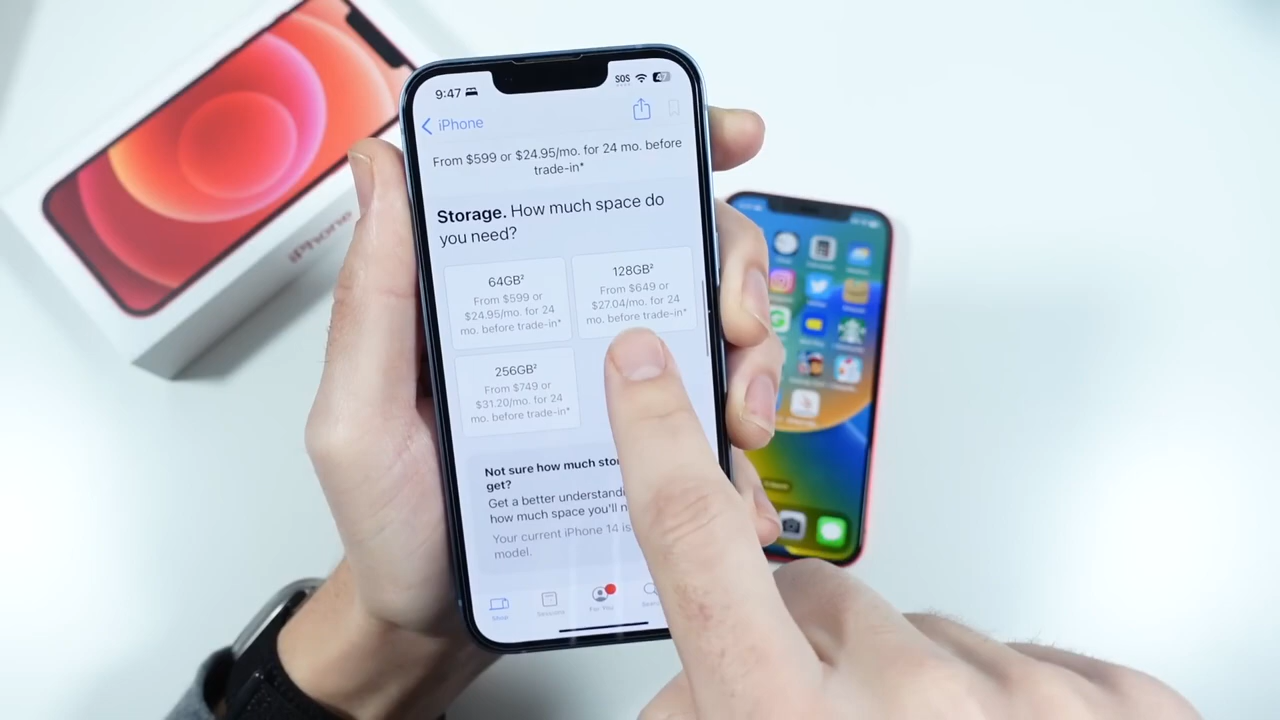 9:47
SOS
47
iPhone
From $599 or $24.95/mo. for 24 mo. before
trade-in*
Storage. How much space do
you need?
64GB²
From $599 or
$24.95/mo. for 24
mo. before trade-in*
128GB²
From $649 or
$27.04/mo. for 24
mo. before trade-in*
256GB²
From $749 or
$31.20/mo. for 24
mo. before trade-in*
Not sure how much
get?
Get a better
how much space you'll
Your current iPhone 14 is
model.
For You
iPhone